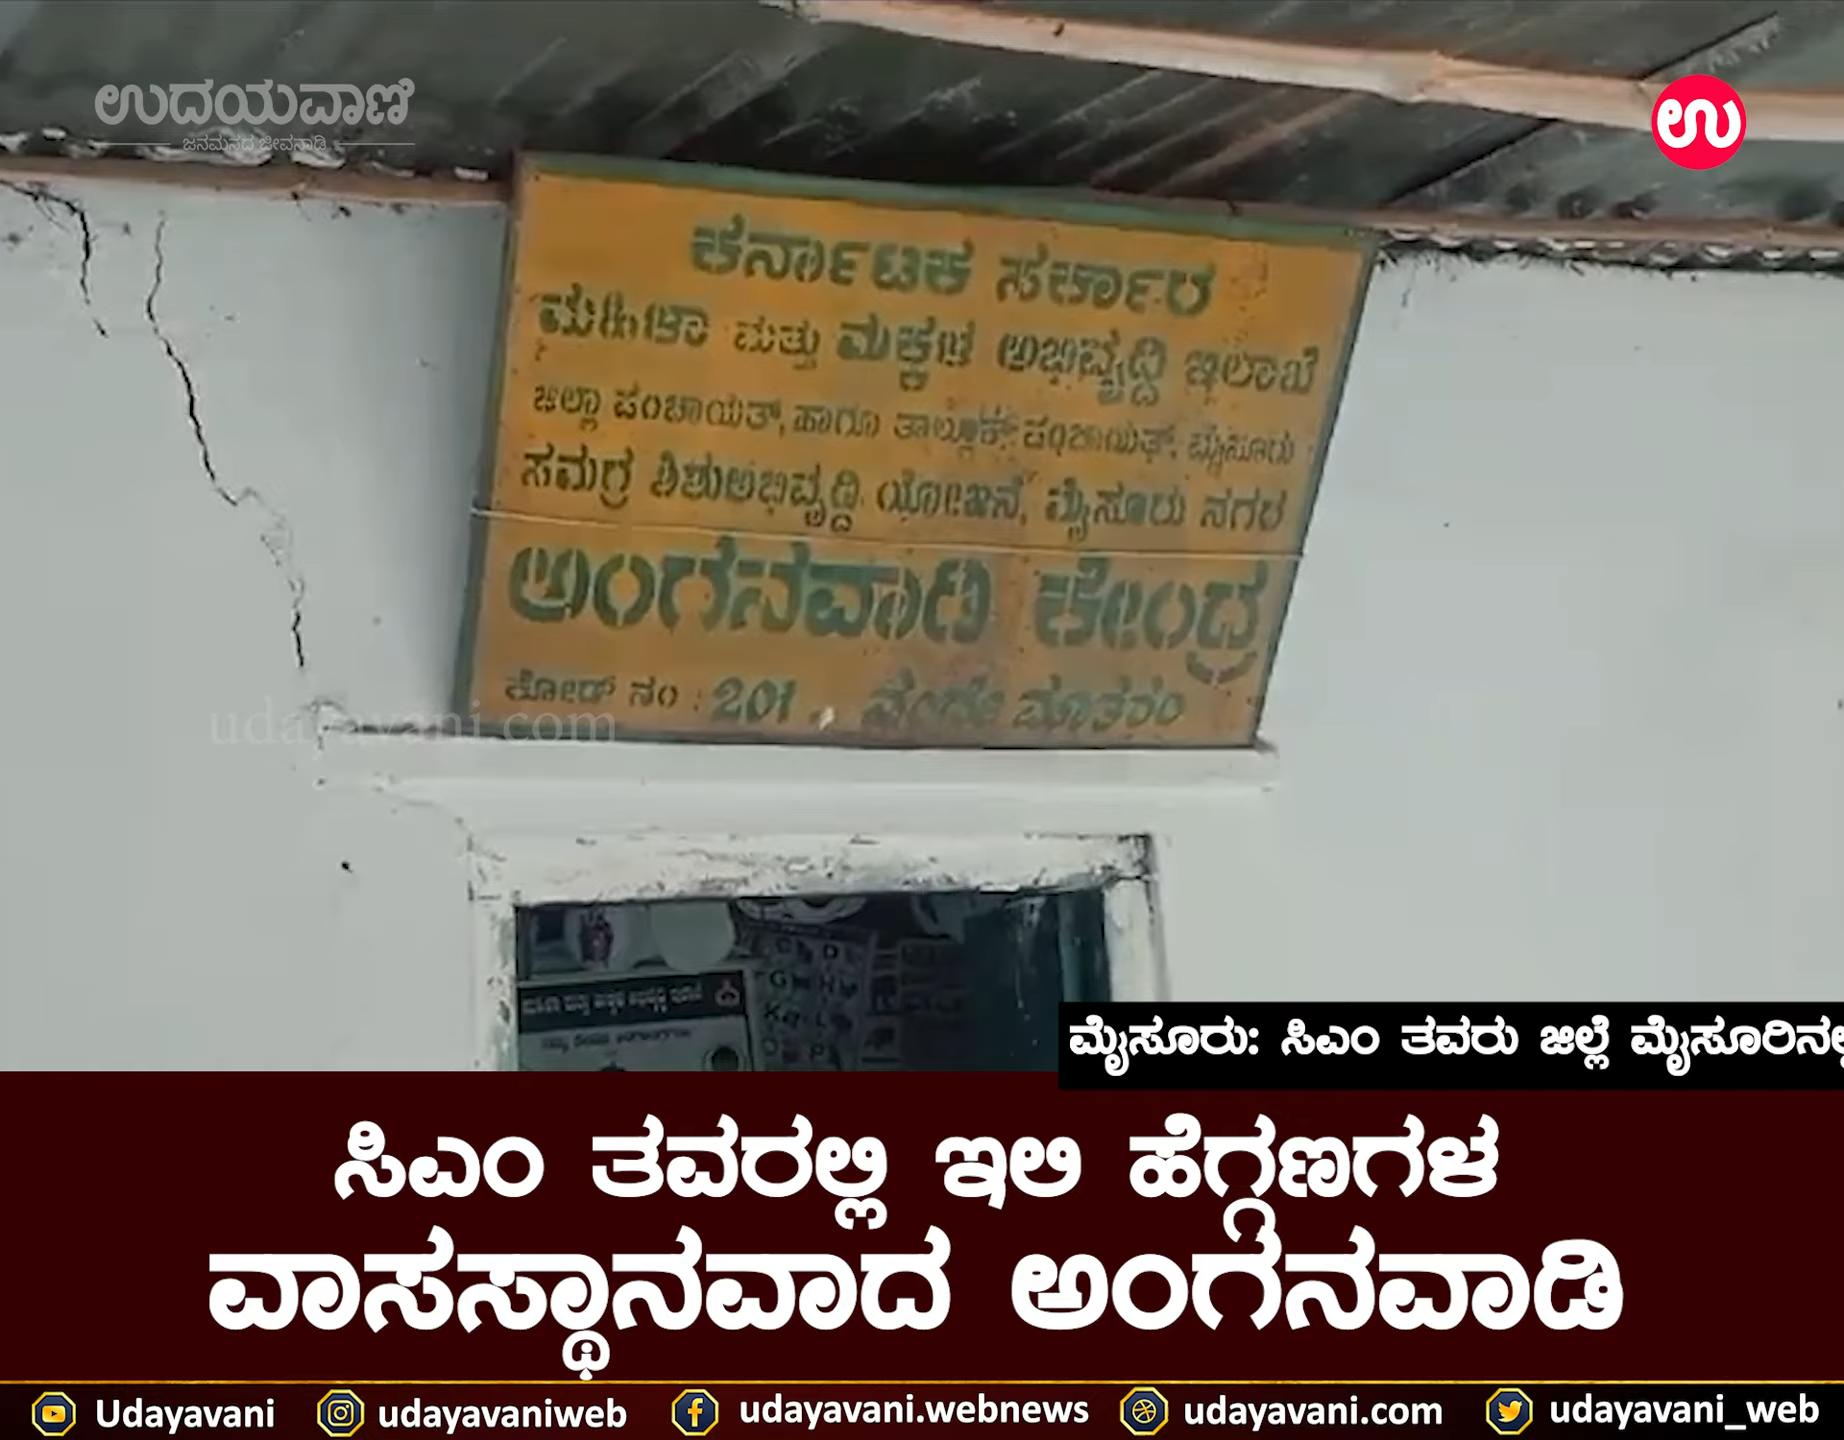 ಉದಯವಾಣಿ
ಜನಮನದ ಜೀವನಾಡಿ
ಉ
ಕರ್ನಾಟಕ ಸರ್ಕಾರ
ಮಹಿಳಾ ಮತ್ತು ಮಕ್ಕಳ ಅಭಿವೃದ್ಧಿ ಇಲಾಖೆ
ಜಿಲ್ಲಾ ಪಂಚಾಯತ್, ಹಾಗೂ ತಾಲ್ಲೂಕ್ ಪಂಚಾಯತ್, ಮೈಸೂರು
ಸಮಗ್ರ ಶಿಶುಅಭಿವೃದ್ಧಿ ಯೋಜನೆ, ಮೈಸೂರು ನಗರ
ಅಂಗನವಾಡಿ ಕೇಂದ್ರ
ಕೋಡ್ ನಂ : 201 , ವಂದೇ ಮಾತರಂ
udayavani.com
ಮೈಸೂರು: ಸಿಎಂ ತವರು ಜಿಲ್ಲೆ
ಸಿಎಂ ತವರಲ್ಲಿ ಇಲಿ ಹೆಗ್ಗಣಗಳ
ವಾಸಸ್ಥಾನವಾದ ಅಂಗನವಾಡಿ
Udayavani udayavaniweb udayavani.webnews udayavani.com udayavani_web